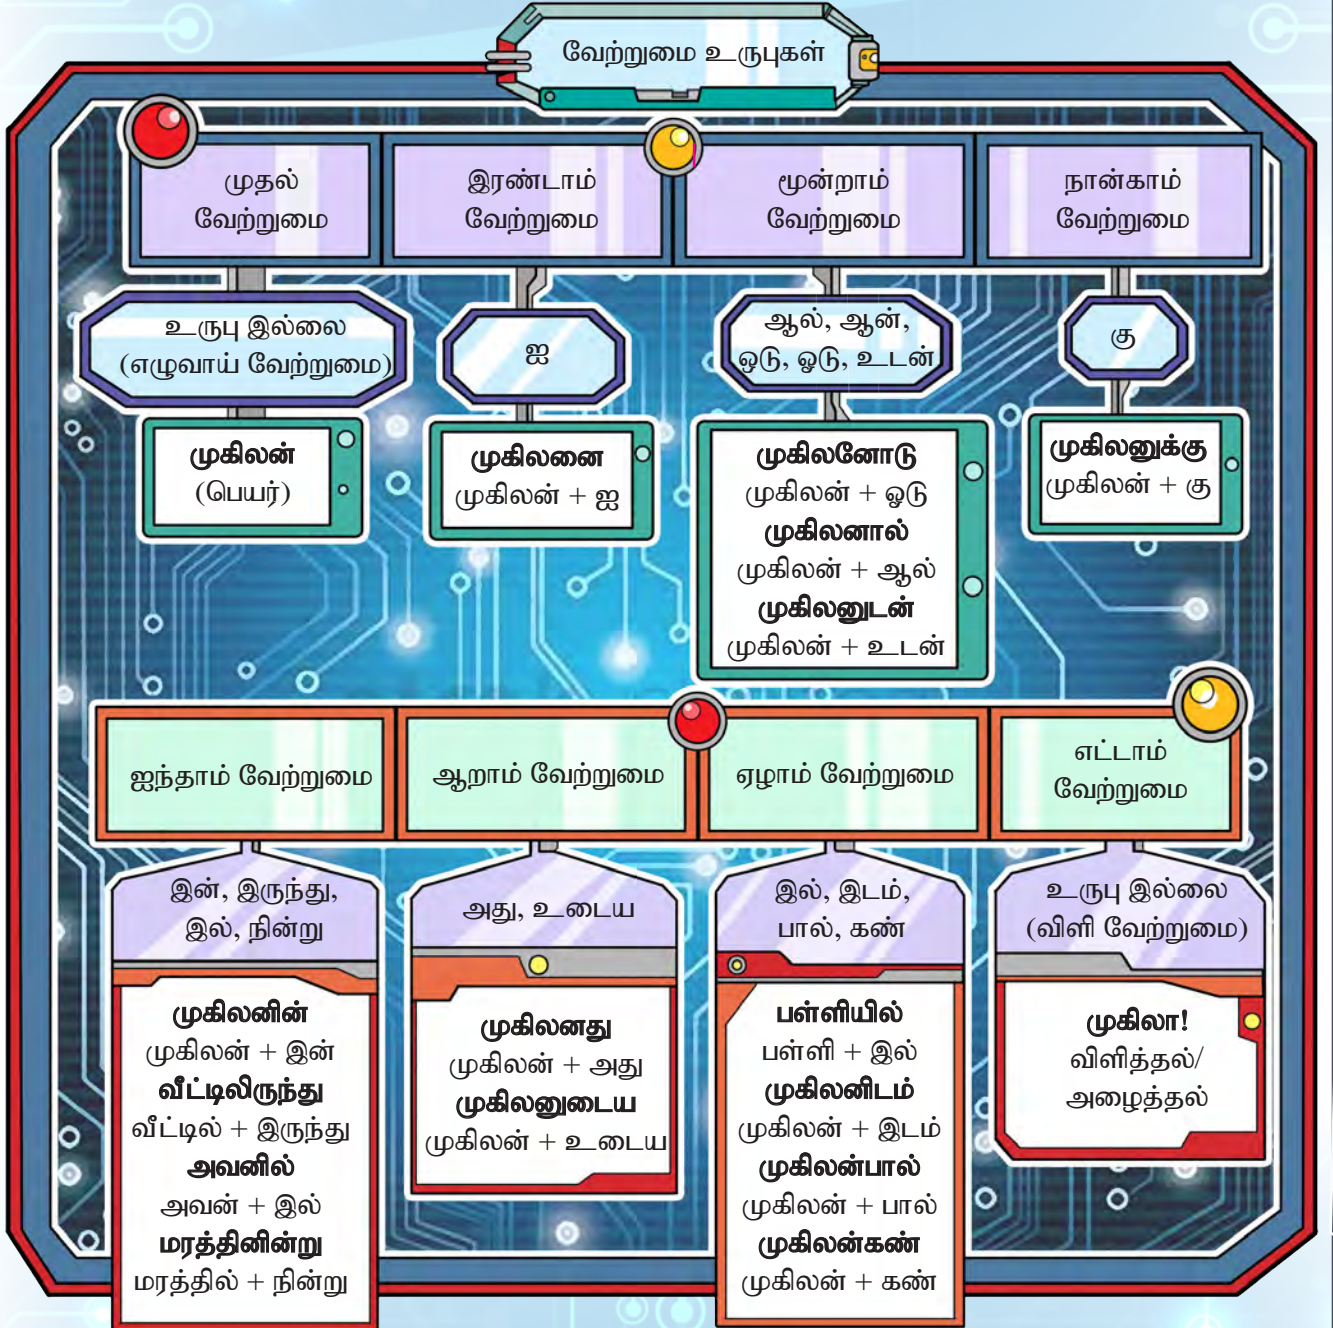 வேற்றுமை உருபுகள்
முதல்
வேற்றுமை
இரண்டாம்
வேற்றுமை
மூன்றாம்
வேற்றுமை
நான்காம்
வேற்றுமை
உருபு இல்லை
(எழுவாய் வேற்றுமை)
ஐ
ஆல், ஆன்,
ஒடு, ஓடு, உடன்
கு
முகிலன்
(பெயர்)
முகிலனை
முகிலன் + ஐ
முகிலனோடு
முகிலன் + ஓடு
முகிலனால்
முகிலன் + ஆல்
முகிலனுடன்
முகிலன் + உடன்
முகிலனுக்கு
முகிலன் + கு
ஐந்தாம் வேற்றுமை
ஆறாம் வேற்றுமை
ஏழாம் வேற்றுமை
எட்டாம்
வேற்றுமை
இன், இருந்து,
இல், நின்று
அது, உடைய
இல், இடம்,
பால், கண்
உருபு இல்லை
(விளி வேற்றுமை)
முகிலனின்
முகிலன் + இன்
வீட்டிலிருந்து
வீட்டில் + இருந்து
அவனில்
அவன் + இல்
மரத்தினின்று
மரத்தில் + நின்று
முகிலனது
முகிலன் + அது
முகிலனுடைய
முகிலன் + உடைய
பள்ளியில்
பள்ளி + இல்
முகிலனிடம்
முகிலன் + இடம்
முகிலன்பால்
முகிலன் + பால்
முகிலன்கண்
முகிலன் + கண்
முகிலா!
விளித்தல்/
அழைத்தல்